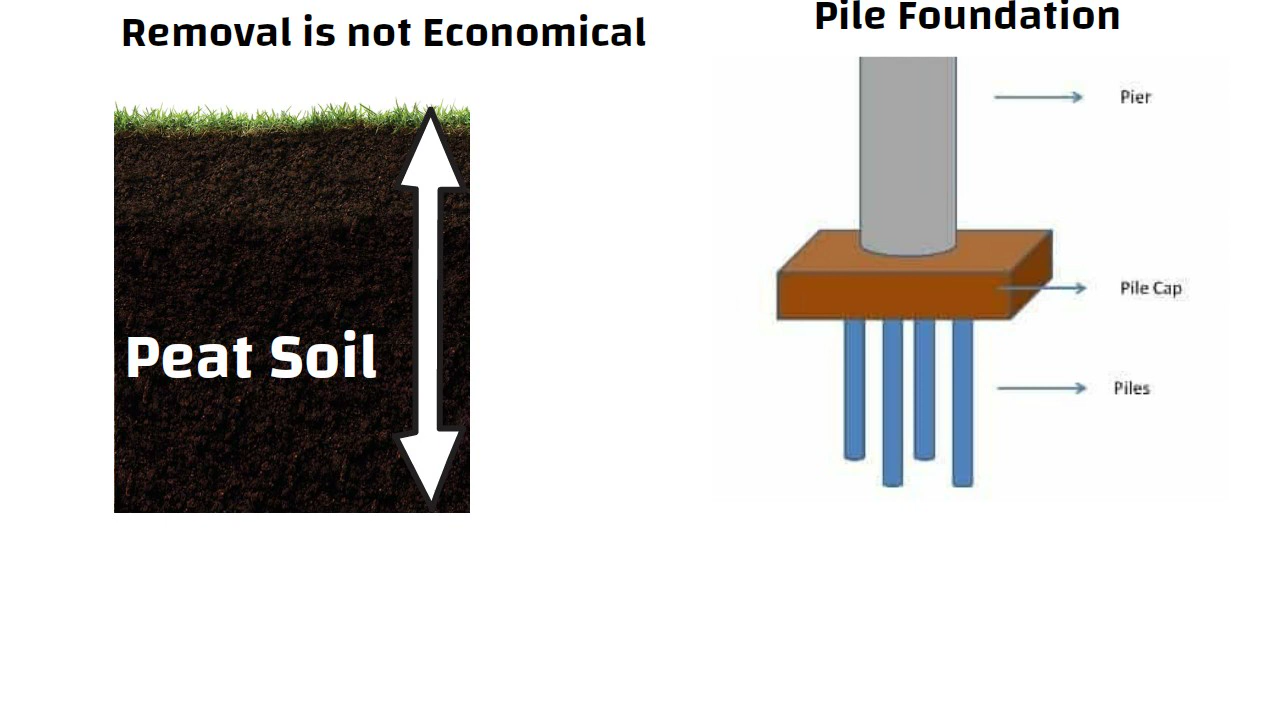 Removal is not Economical
Pile Foundation
Peat Soil
Pier
Pile Cap
Piles